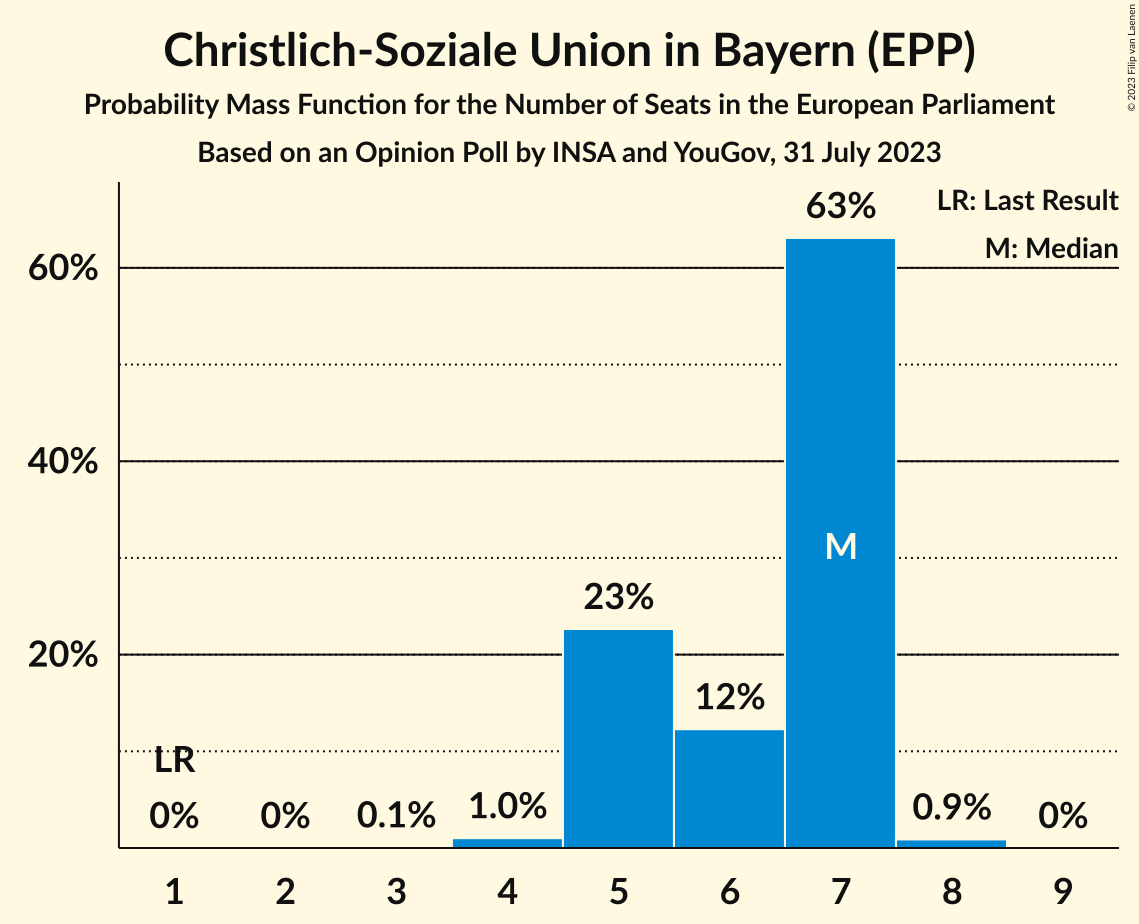 Christlich-Soziale Union in Bayern (EPP)
Probability Mass Function for the Number of Seats in the European Parliament
Based on an Opinion Poll by INSA and YouGov, 31 July 2023
© 2023 Filip van Laenen
LR: Last Result
M: Median
63%
60%
40%
M
23%
20%
12%
LR
0% 0% 0.1% 1.0% 0.9% 0%
1 2 3 4 5 6 7 8 9